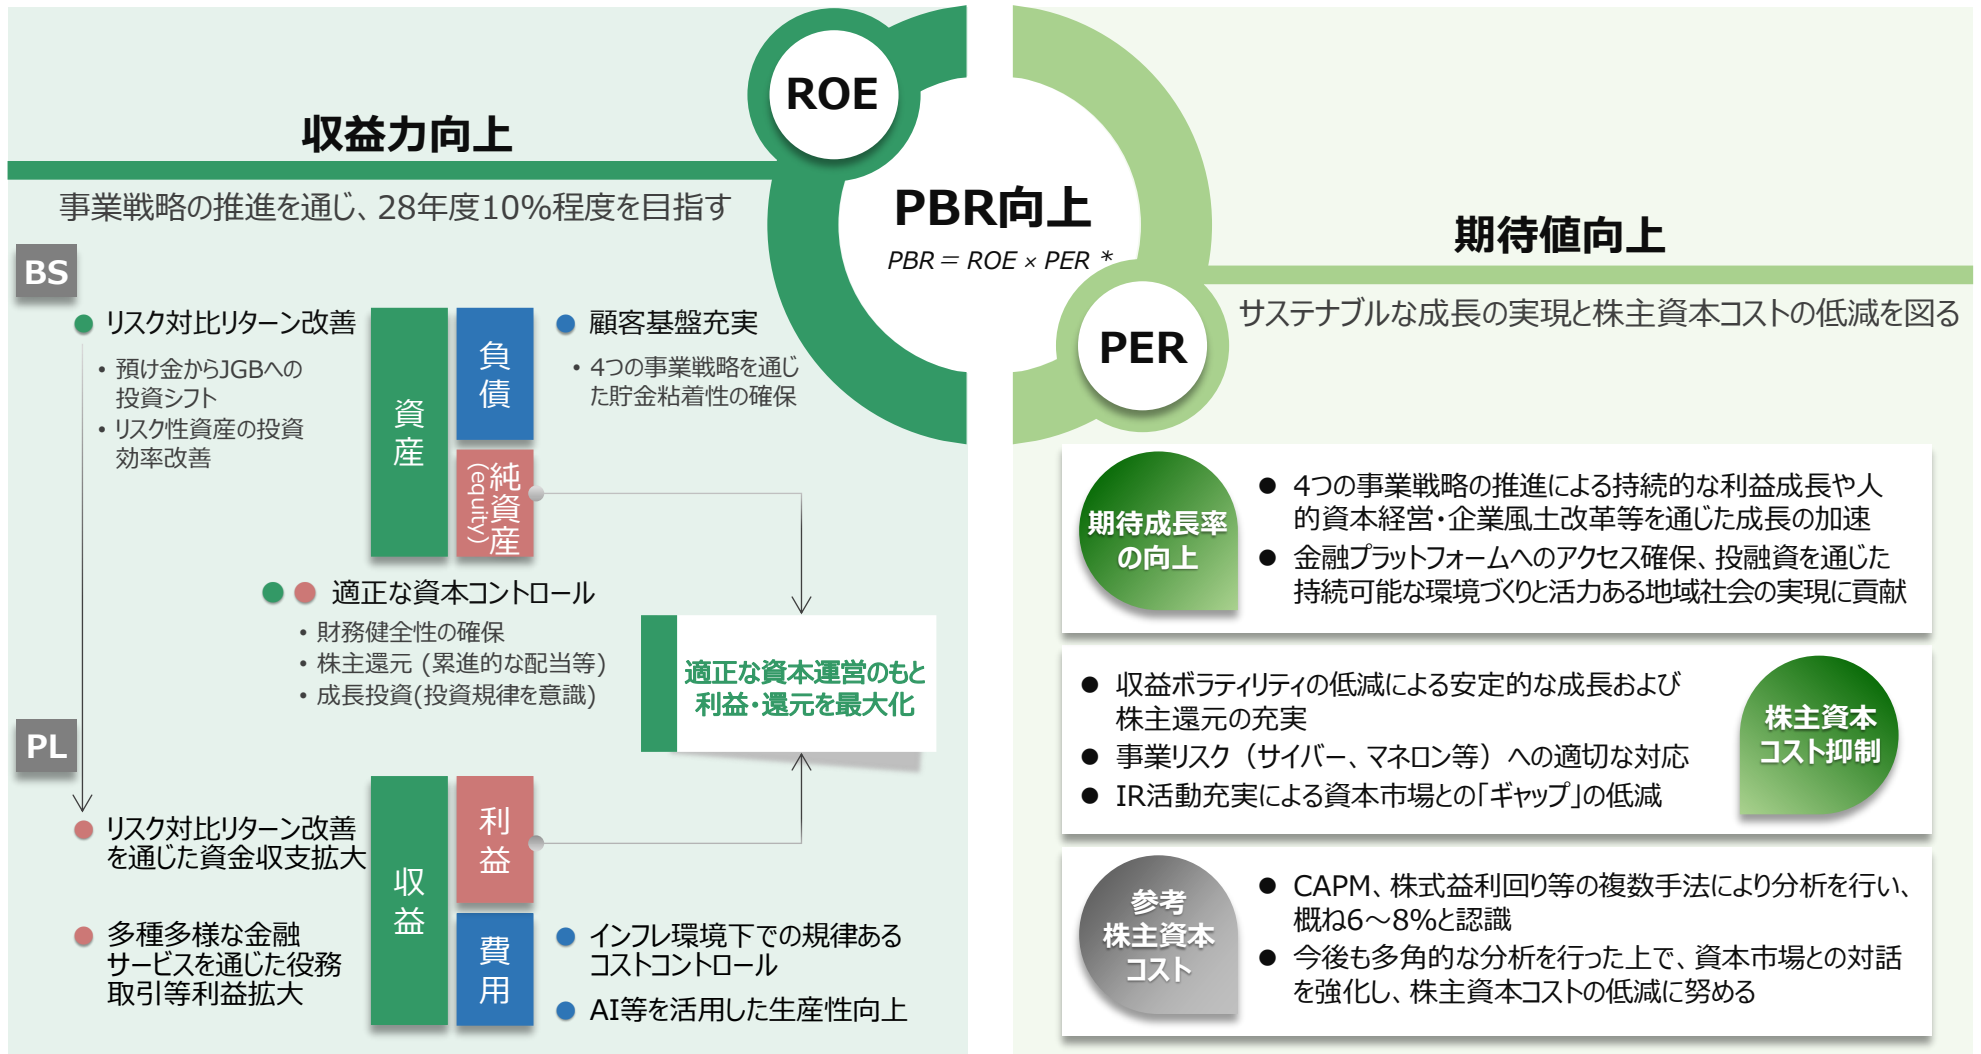 ROE
収益力向上
事業戦略の推進を通じ、28年度10%程度を目指す
PBR向上
PBR＝ROE × PER *
BS
リスク対比リターン改善
• 預け金からJGBへの
投資シフト
• リスク性資産の投資
効率改善
資産
負債
純資産
(equity)
顧客基盤充実
• 4つの事業戦略を通じ
た貯金粘着性の確保
適正な資本コントロール
• 財務健全性の確保
• 株主還元 (累進的な配当等)
• 成長投資(投資規律を意識)
適正な資本運営のもと
利益・還元を最大化
PL
リスク対比リターン改善
を通じた資金収支拡大
多種多様な金融
サービスを通じた役務
取引等利益拡大
収益
利益
費用
インフレ環境下での規律ある
コストコントロール
AI等を活用した生産性向上
期待値向上
PER
サステナブルな成長の実現と株主資本コストの低減を図る
期待成長率
の向上
● 4つの事業戦略の推進による持続的な利益成長や人
的資本経営・企業風土改革等を通じた成長の加速
● 金融プラットフォームへのアクセス確保、投融資を通じた
持続可能な環境づくりと活力ある地域社会の実現に貢献
● 収益ボラティリティの低減による安定的な成長および
株主還元の充実
● 事業リスク（サイバー、マネロン等）への適切な対応
● IR活動充実による資本市場との「ギャップ」の低減
株主資本
コスト抑制
参考
株主資本
コスト
● CAPM、株式益利回り等の複数手法により分析を行い、
概ね6～8%と認識
● 今後も多角的な分析を行った上で、資本市場との対話
を強化し、株主資本コストの低減に努める